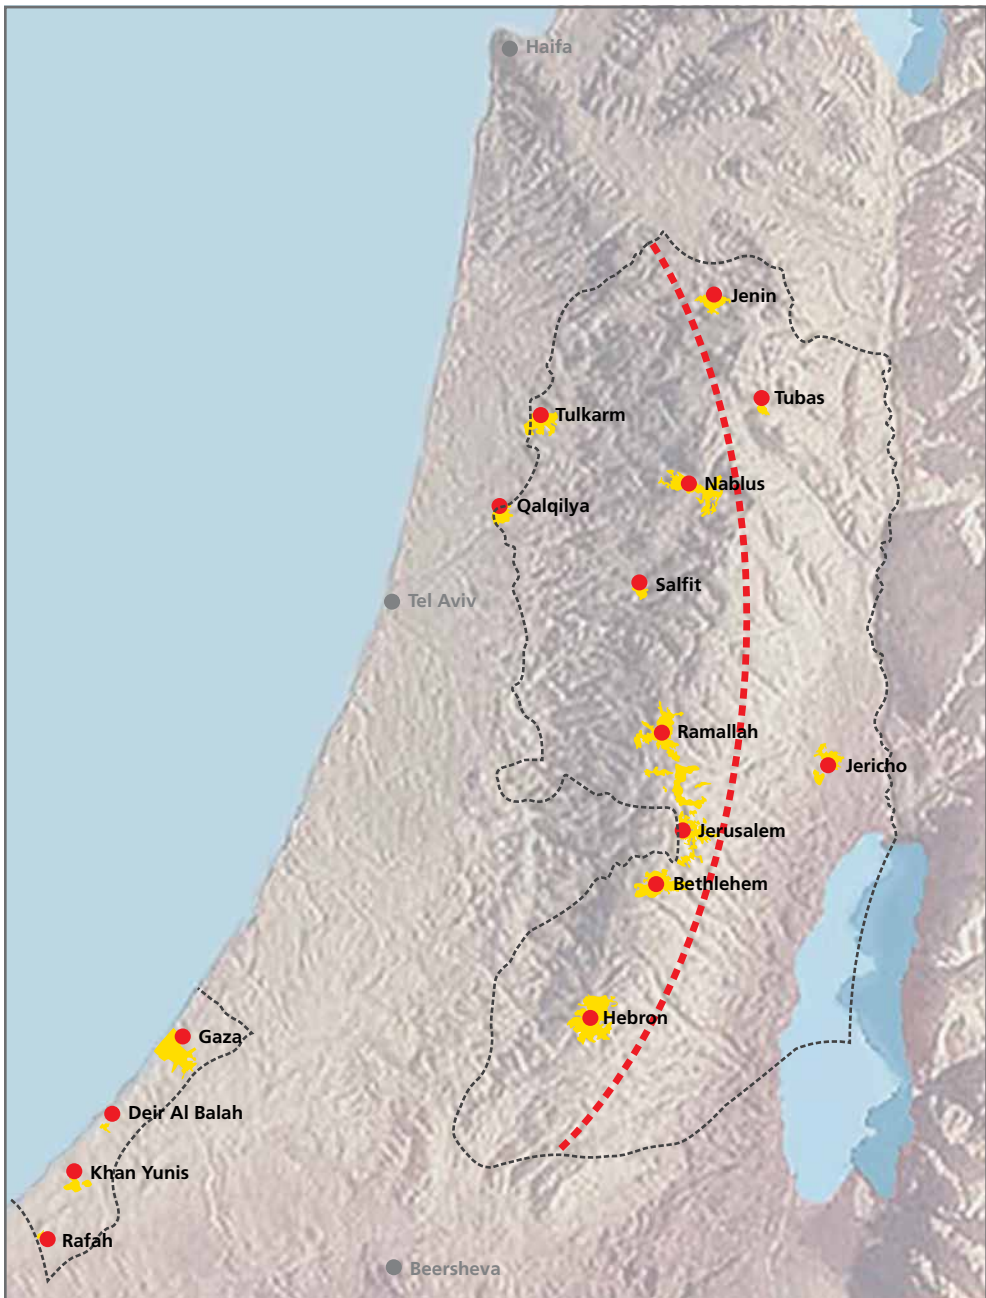 Haifa
Jenin
Tubas
Tulkarm
Nablus
Qalqilya
Salfit
Tel Aviv
Ramallah
Jericho
Jerusalem
Bethlehem
Hebron
Gaza
Deir Al Balah
Khan Yunis
Rafah
Beersheva